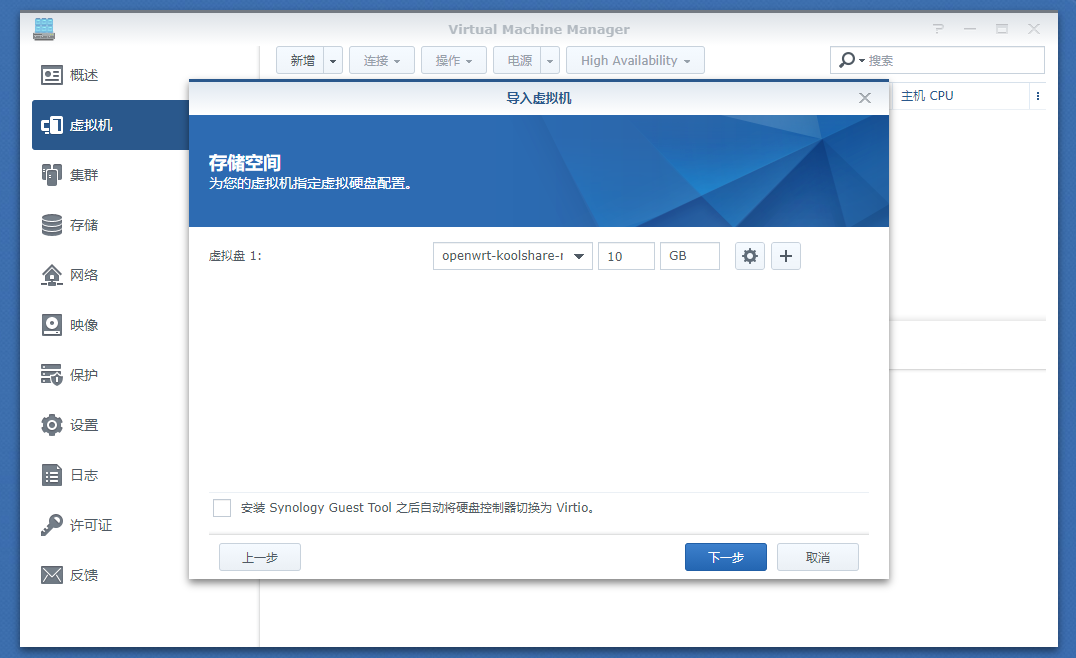 Virtual Machine Manager
新增
连接
操作
电源
High Availability
搜索
概述
虚拟机
集群
存储
网络
映像
保护
设置
日志
许可证
反馈
主机 CPU
导入虚拟机
存储空间
为您的虚拟机指定虚拟硬盘配置。
虚拟盘 1:
openwrt-koolshare-r
10
GB
安装 Synology Guest Tool 之后自动将硬盘控制器切换为 Virtio。
上一步
下一步
取消